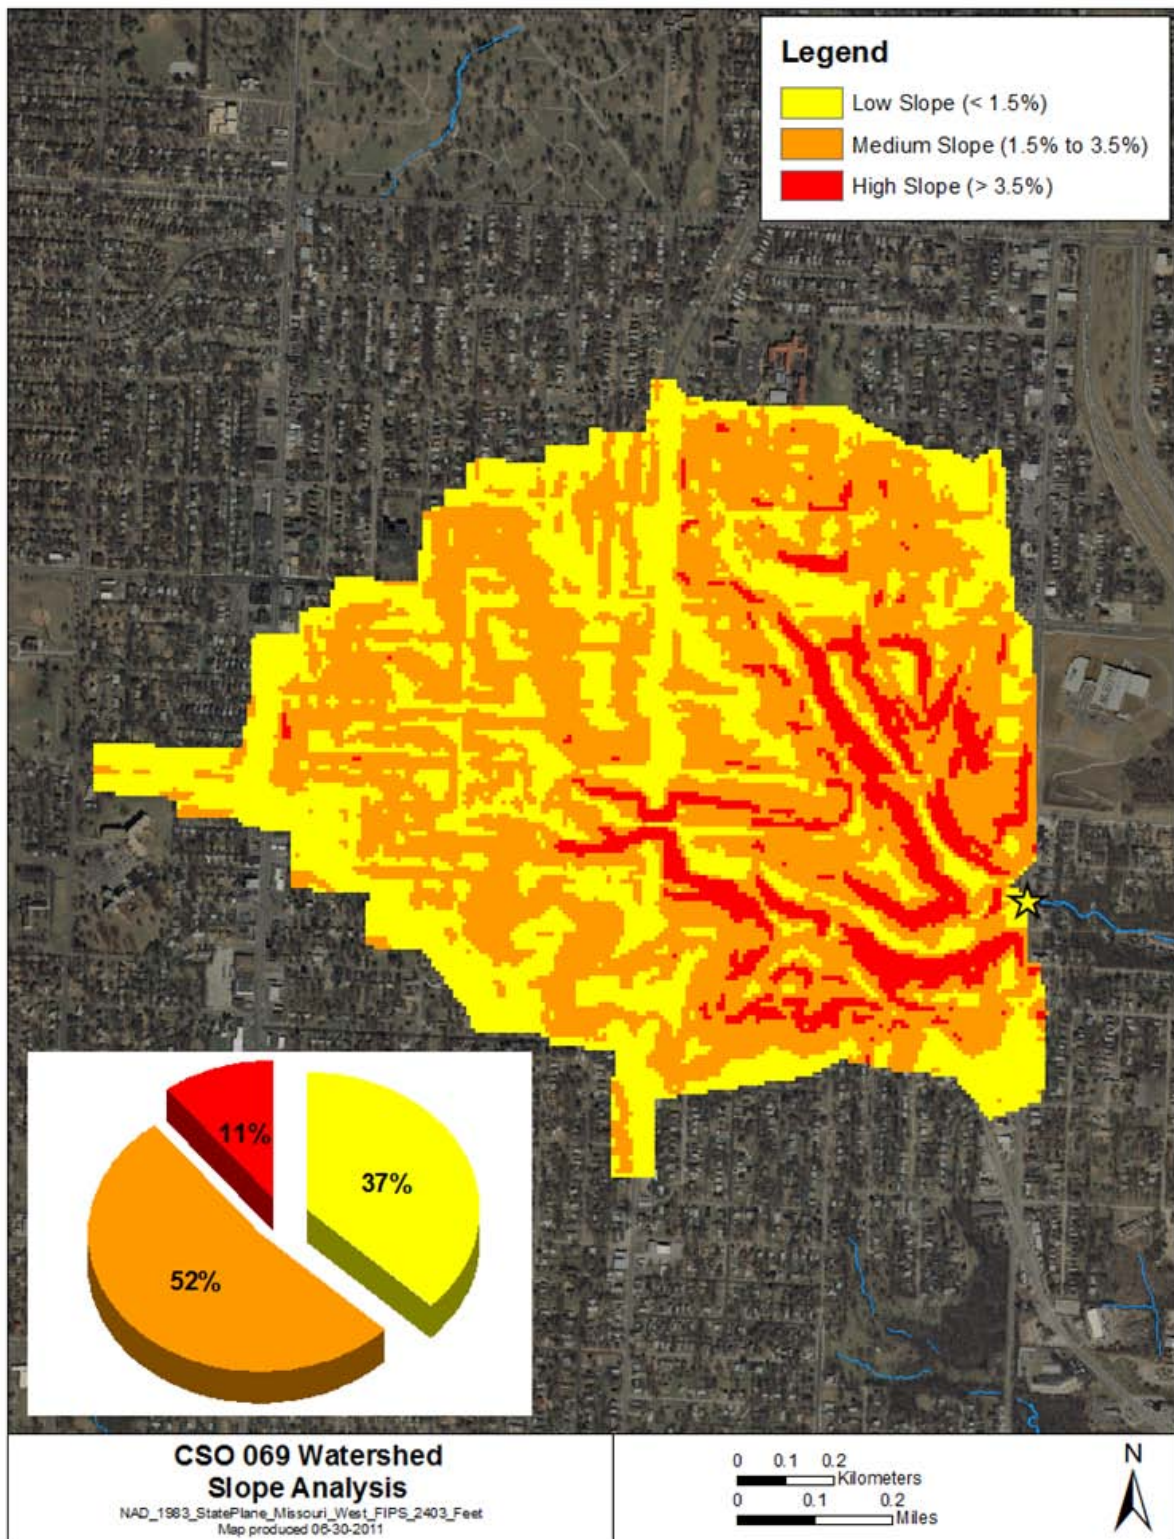 Legend
Low Slope (< 1.5%)
Medium Slope (1.5% to 3.5%)
High Slope (> 3.5%)
11%
37%
52%
CSO 069 Watershed
Slope Analysis
NAD_1983_StatePlane_Missouri_West_FIPS_2403_Feet
Map produced 06-30-2011
0 0.1 0.2
Kilometers
0 0.1 0.2
Miles
N